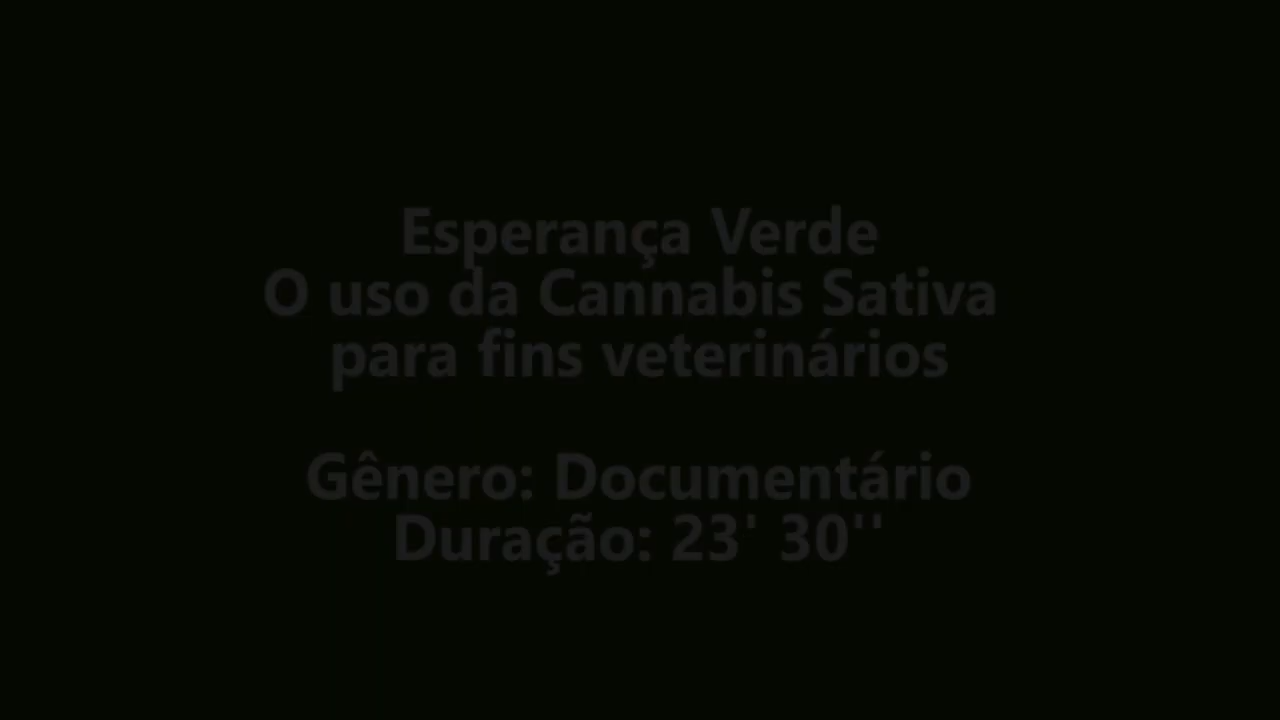 Esperança Verde
O uso da Cannabis Sativa
para fins veterinários
Gênero: Documentário
Duração: 23' 30''